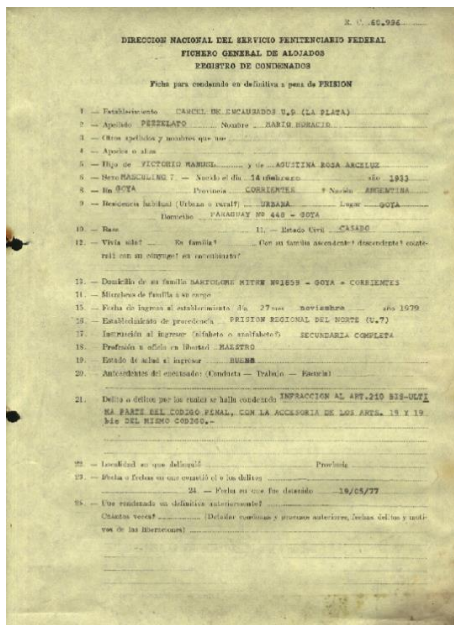 R. C. 60.996
DIRECCION NACIONAL DEL SERVICIO PENITENCIARIO FEDERAL
FICHERO GENERAL DE ALOJADOS
REGISTRO DE CONDENADOS
Ficha para condenado en definitiva a pena de PRISION
1 — Establecimiento CARCEL DE ENCAUSADOS U.9 (LA PLATA)
2 — Apellido PEZZELATO Nombre MARIO HORACIO
3 — Otros apellidos y nombres que usa
4 — Apodos o alias
5 — Hijo de VICTORIO MANUEL y de AGUSTINA ROSA ARCELUZ
6 — Sexo MASCULINO 7 — Nacido el día 14 febrero año 1933
8 — En GOYA Provincia CORRIENTES Nación ARGENTINA
9 — Residencia habitual (Urbana o rural?) URBANA Lugar GOYA
Domicilio PARAGUAY Nº 448 - GOYA
10. — Raza 11. — Estado Civil CASADO
12. — Vivía solo? En familia? Con su familia ascendente? descendente? colate-
ral? con su cónyuge? en concubinato?
13. — Domicilio de su familia BARTOLOME MITRE Nº1838 - GOYA - CORRIENTES
14. — Miembros de familia a su cargo
15. — Fecha de ingreso al establecimiento día 27 mes noviembre año 1979
16. — Establecimiento de procedencia PRISION REGIONAL DEL NORTE (U.7)
17. — Instrucción al ingresar (alfabeto o analfabeto?) SECUNDARIA COMPLETA
18. — Profesión u oficio en libertad MAESTRO
19. — Estado de salud al ingresar BUENO
20. — Antecedentes del encausado: (Conducta — Trabajo — Escuela)
21. — Delito o delitos por los cuales se halla condenado INFRACCION AL ART.210 BIS-ULTI
MA PARTE DEL CODIGO PENAL, CON LA ACCESORIA DE LOS ARTS. 15 Y 19
bis DEL MISMO CODIGO.-
22. — Localidad en que delinquió Provincia
23. — Fecha o fechas en que cometió el o los delitos
24. — Fecha en que fue detenido 19/05/77
25. — Fue condenado en definitiva anteriormente?
Cuántas veces? (Detallar condenas y procesos anteriores, fechas delitos y moti-
vos de las liberaciones)